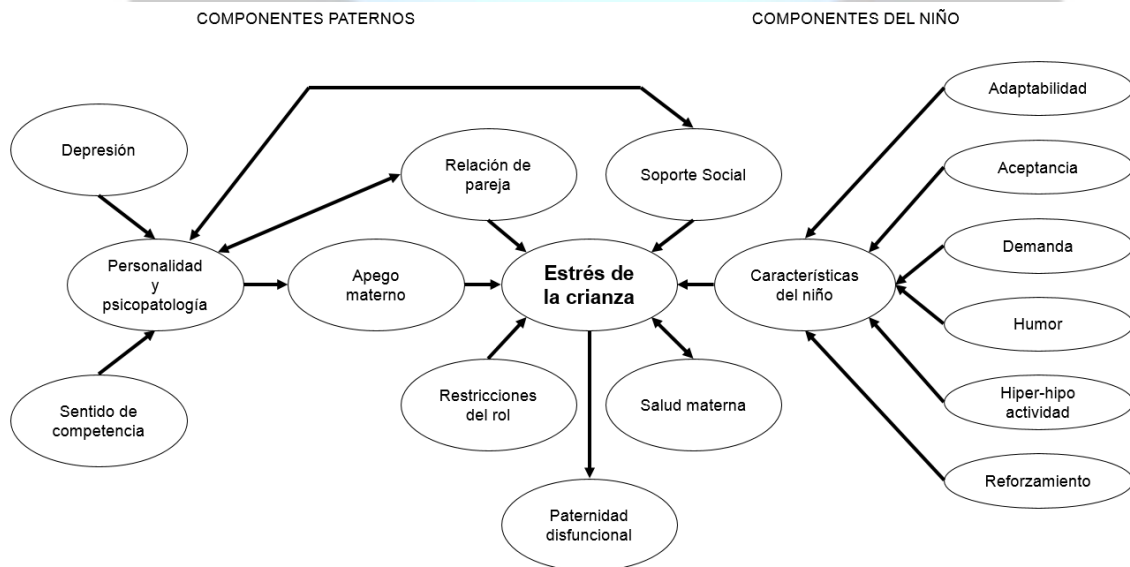 COMPONENTES PATERNOS
COMPONENTES DEL NIÑO
Adaptabilidad
Depresión
Relación de
pareja
Soporte Social
Aceptancia
Personalidad
y
psicopatología
Apego
materno
Estrés de
la crianza
Características
del niño
Demanda
Humor
Sentido de
competencia
Restricciones
del rol
Salud materna
Hiper-hipo
actividad
Reforzamiento
Paternidad
disfuncional